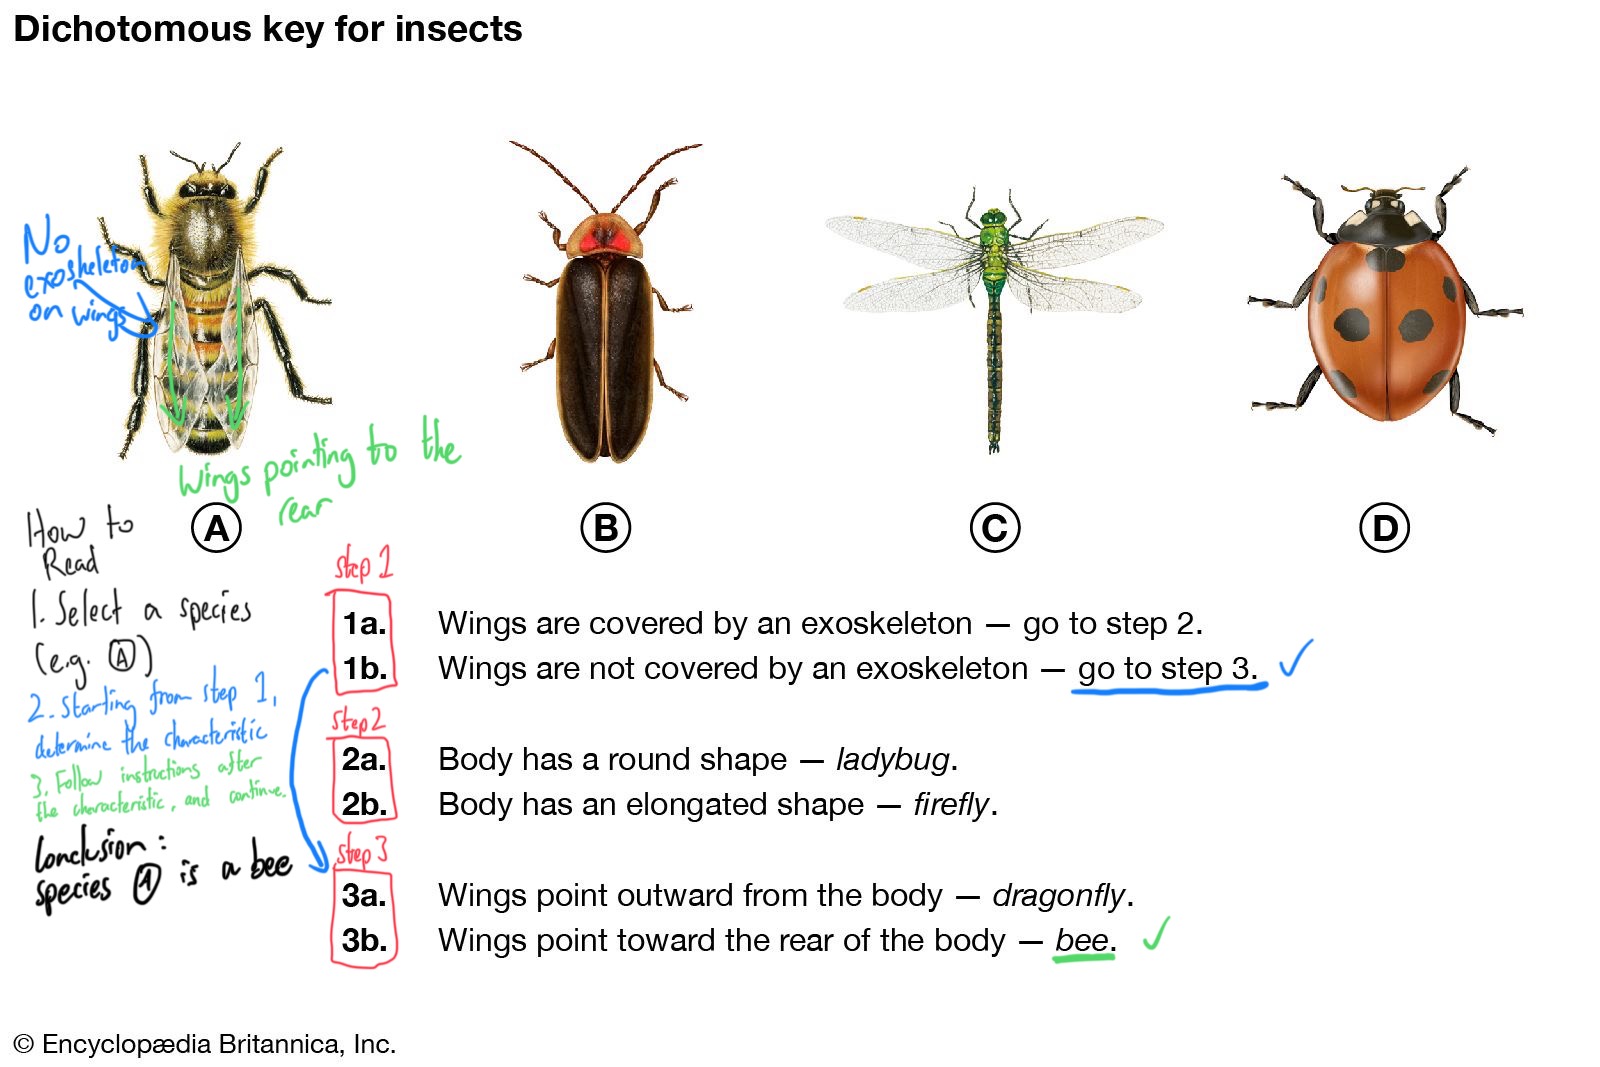 Dichotomous key for insects
No
exoskeleton
on wings
Wings pointing to the
rear
A
B
C
D
How to
Read
1. Select a species
(e.g. A)
2. Starting from step 1,
determine the characteristic
3. Follow instructions after
the characteristic, and continue.
Conclusion:
species A is a bee
step 1
1a. Wings are covered by an exoskeleton — go to step 2.
1b. Wings are not covered by an exoskeleton — go to step 3.
step 2
2a. Body has a round shape — ladybug.
2b. Body has an elongated shape — firefly.
step 3
3a. Wings point outward from the body — dragonfly.
3b. Wings point toward the rear of the body — bee.
© Encyclopædia Britannica, Inc.